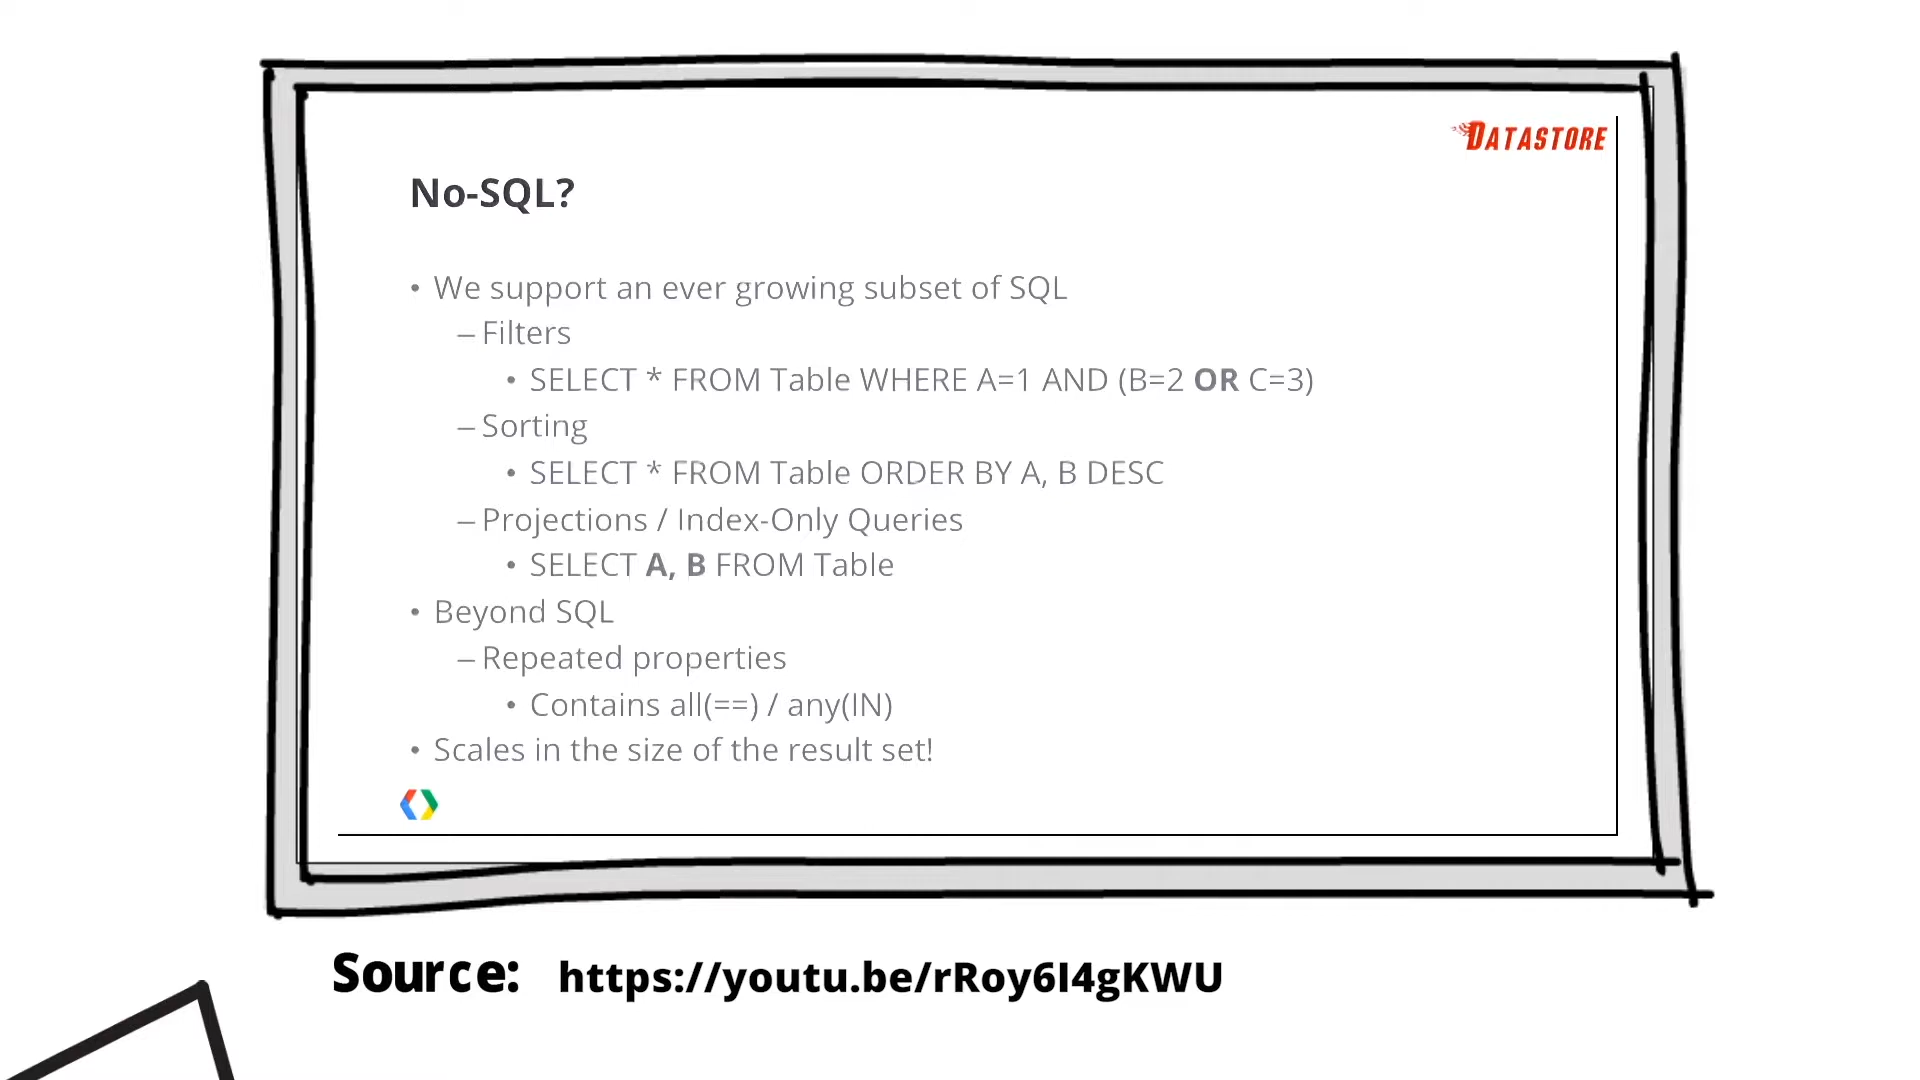 DATASTORE
No-SQL?
• We support an ever growing subset of SQL
– Filters
• SELECT * FROM Table WHERE A=1 AND (B=2 OR C=3)
– Sorting
• SELECT * FROM Table ORDER BY A, B DESC
– Projections / Index-Only Queries
• SELECT A, B FROM Table
• Beyond SQL
– Repeated properties
• Contains all(==) / any(IN)
• Scales in the size of the result set!
Source: https://youtu.be/rRoy6I4gKWU